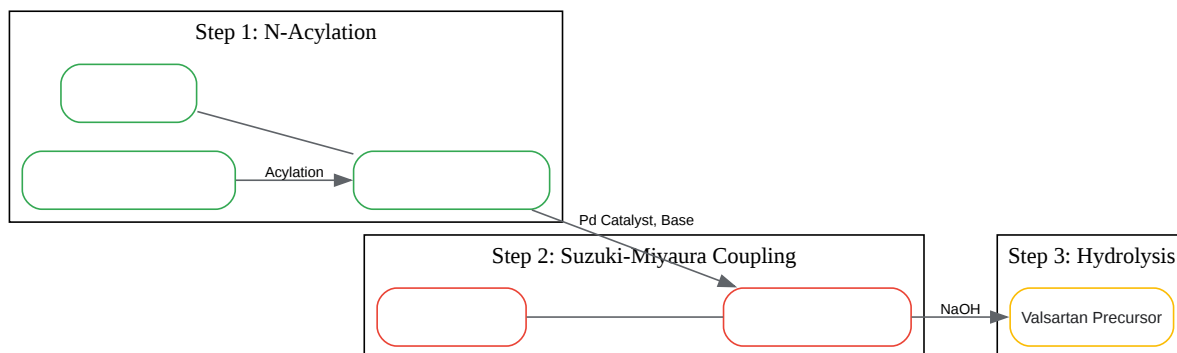 Step 1: N-Acylation
Acylation
Pd Catalyst, Base
Step 2: Suzuki-Miyaura Coupling
Step 3: Hydrolysis
NaOH
Valsartan Precursor